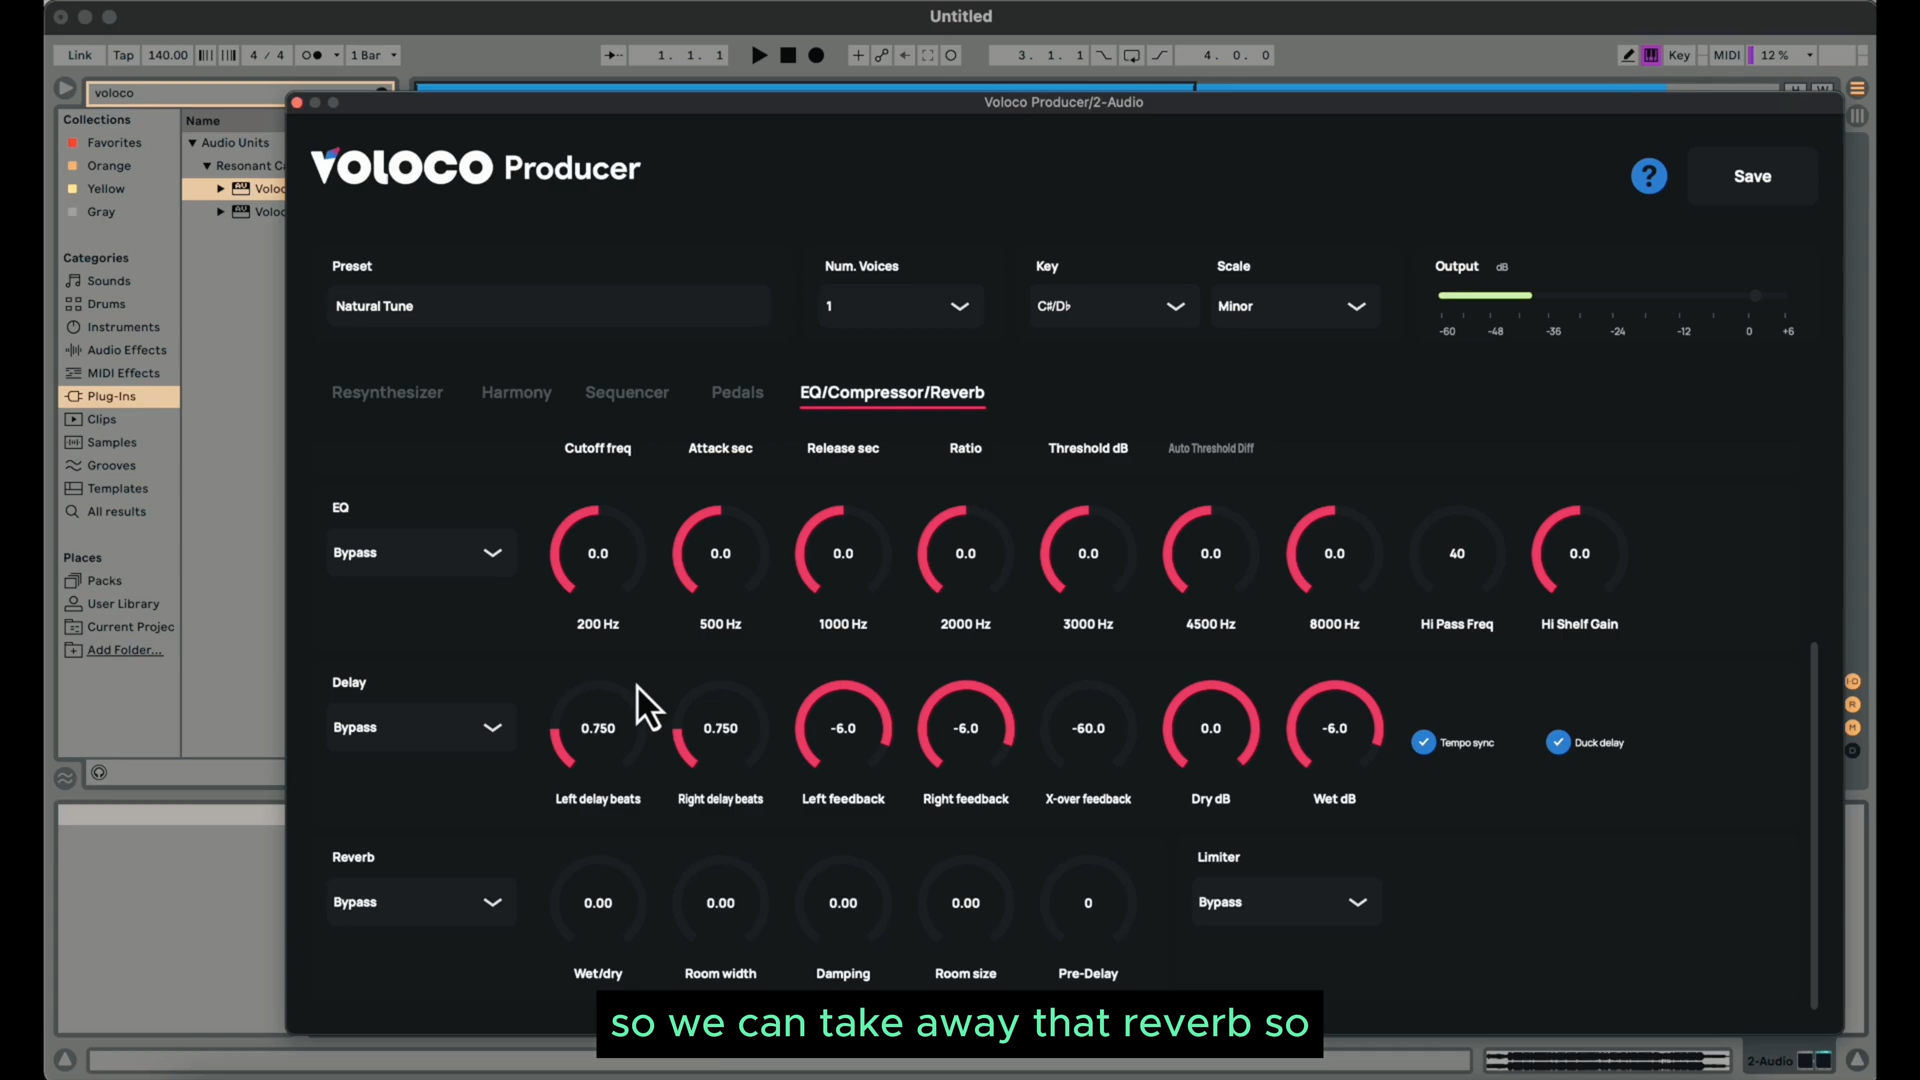 Untitled
Link Tap 140.00 4 / 4 1 Bar 1. 1. 1 3. 1. 1 4. 0. 0 Key MIDI 12 %
voloco
Voloco Producer/2-Audio
Collections
Favorites
Orange
Yellow
Gray
Categories
Sounds
Drums
Instruments
Audio Effects
MIDI Effects
Plug-Ins
Clips
Samples
Grooves
Templates
All results
Places
Packs
User Library
Current Projec
Add Folder...
Name
Audio Units
Resonant Ca
Voloc
Voloc
VOLOCO Producer
? Save
Preset Num. Voices Key Scale Output dB
Natural Tune 1 C#/D♭ Minor
-60 -48 -36 -24 -12 0 +6
Resynthesizer Harmony Sequencer Pedals EQ/Compressor/Reverb
Cutoff freq Attack sec Release sec Ratio Threshold dB Auto Threshold Diff
EQ
Bypass 0.0 0.0 0.0 0.0 0.0 0.0 0.0 40 0.0
200 Hz 500 Hz 1000 Hz 2000 Hz 3000 Hz 4500 Hz 8000 Hz Hi Pass Freq Hi Shelf Gain
Delay
Bypass 0.750 0.750 -6.0 -6.0 -60.0 0.0 -6.0 Tempo sync Duck delay
Left delay beats Right delay beats Left feedback Right feedback X-over feedback Dry dB Wet dB
Reverb Limiter
Bypass 0.00 0.00 0.00 0.00 0 Bypass
Wet/dry Room width Damping Room size Pre-Delay
so we can take away that reverb so
2-Audio